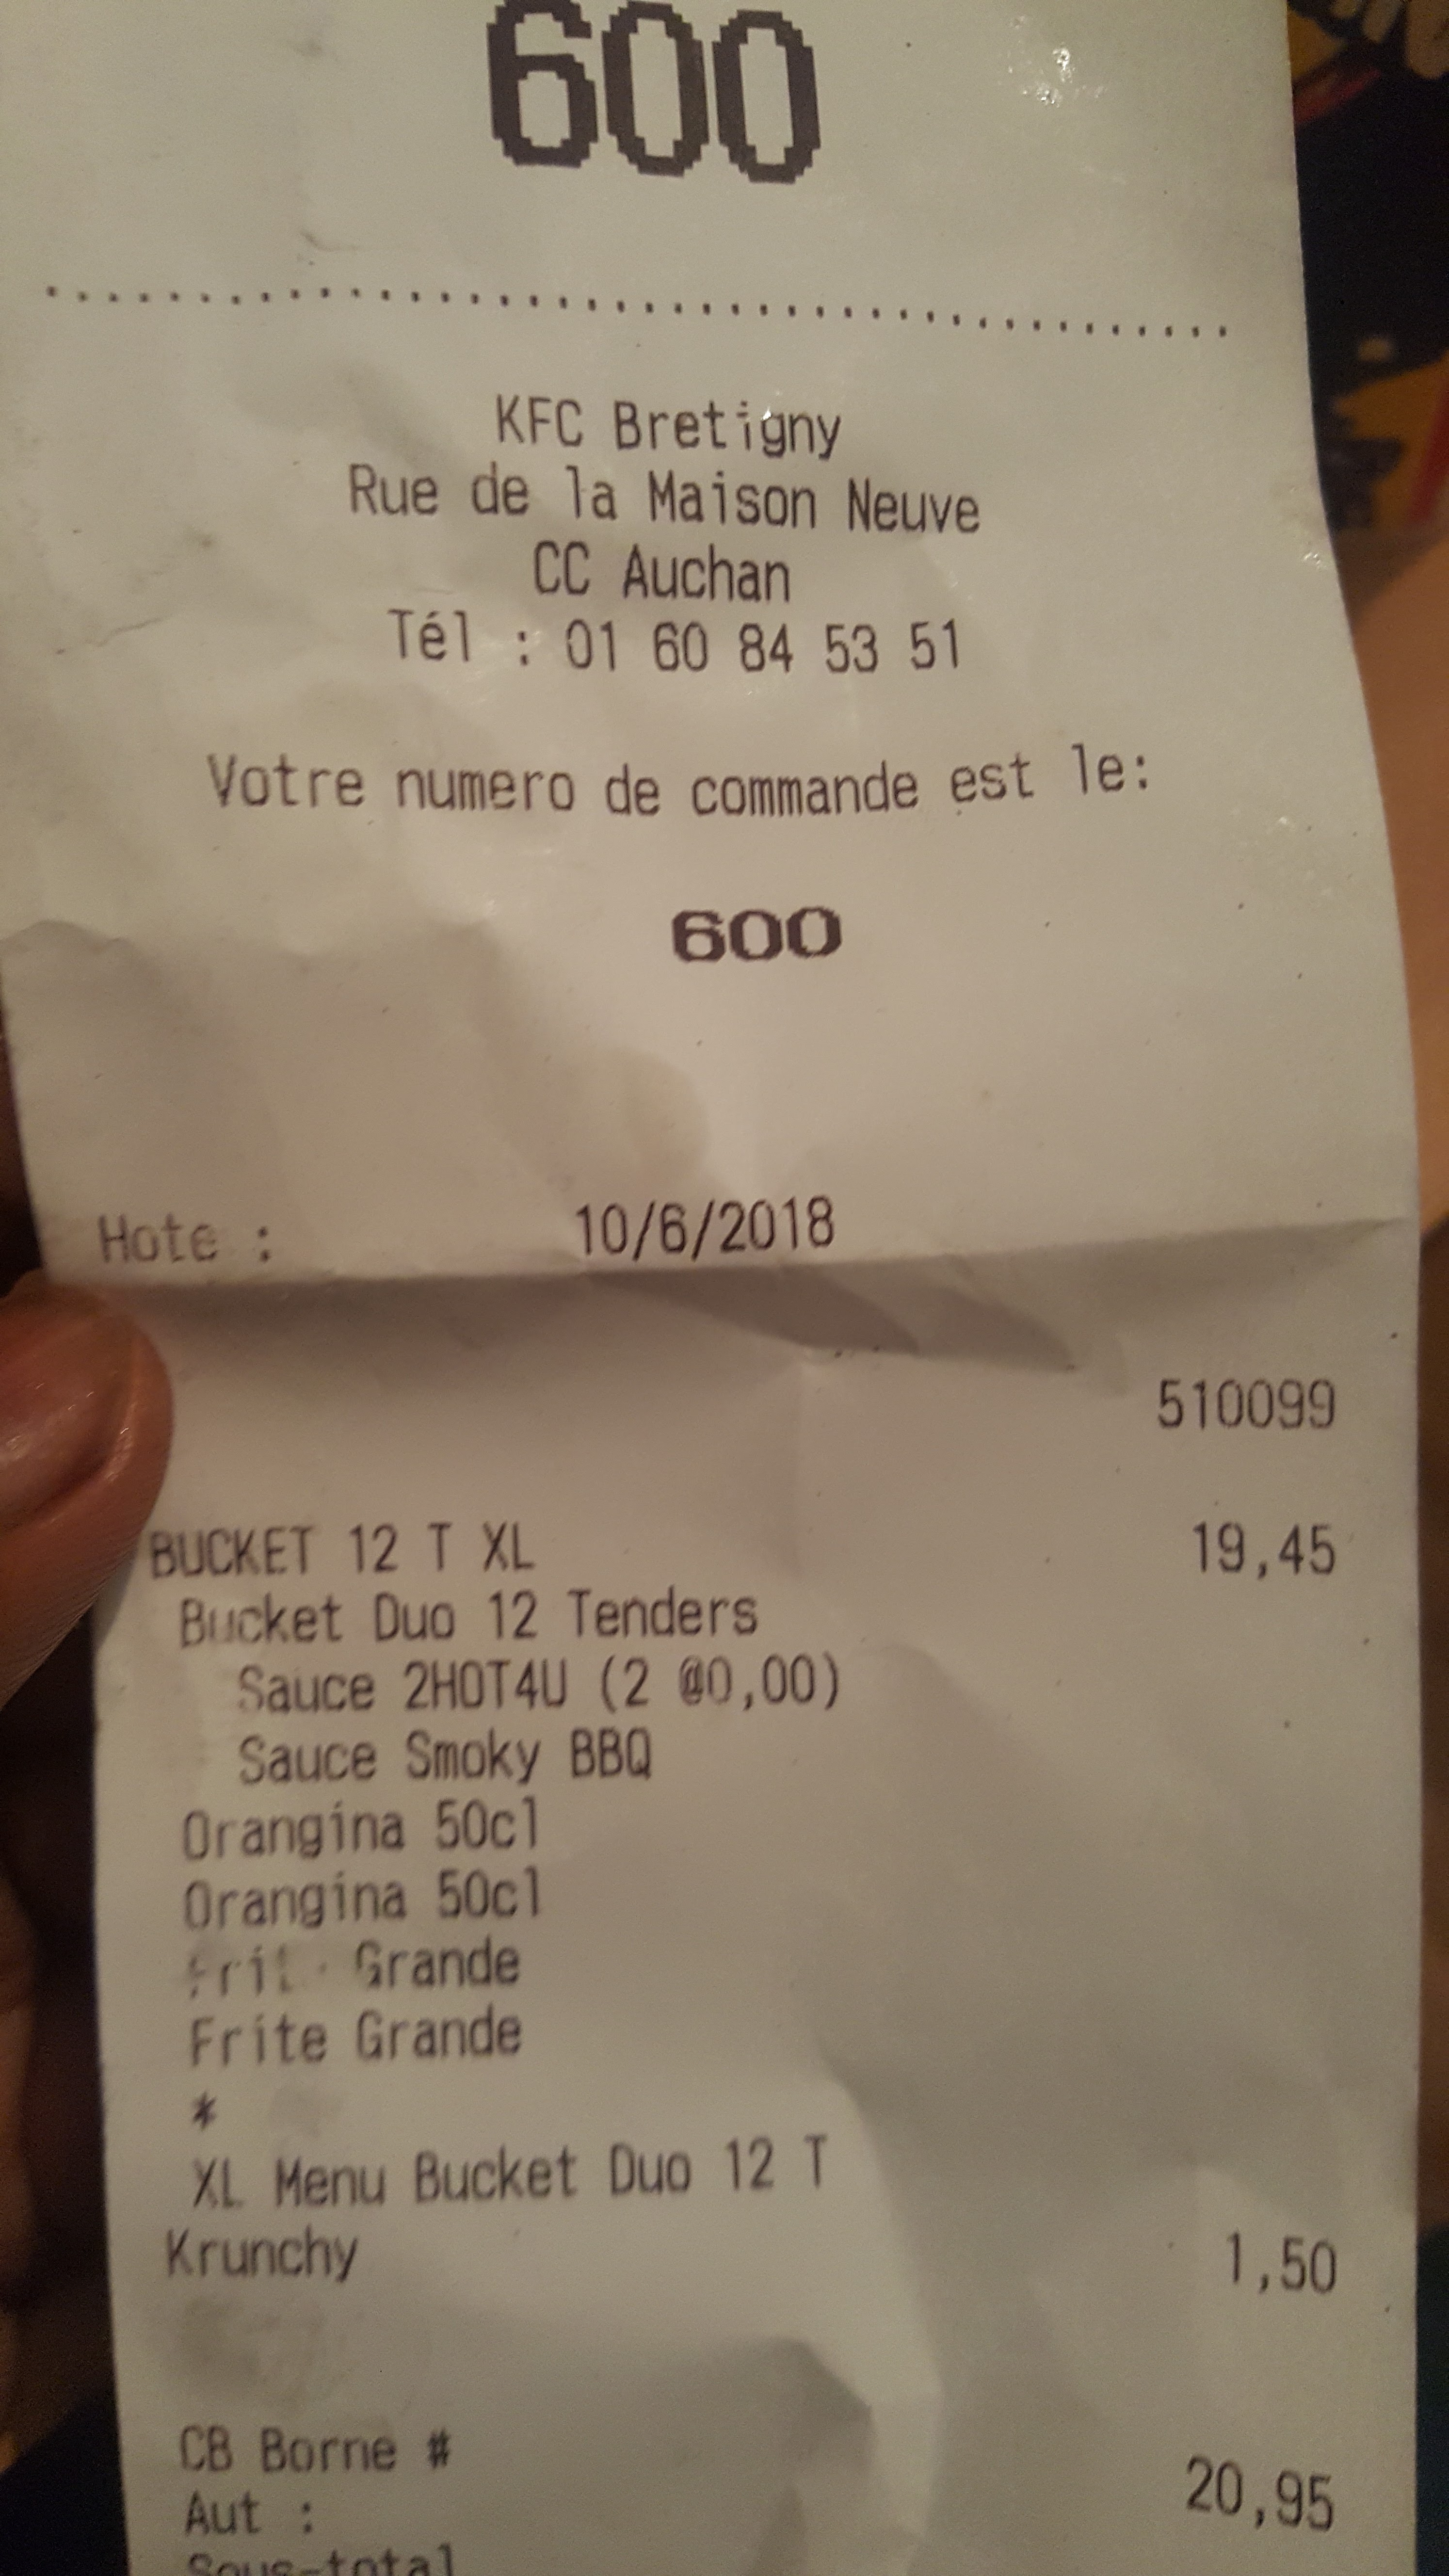 600
KFC Bretigny
Rue de la Maison Neuve
CC Auchan
Tél : 01 60 84 53 51
Votre numero de commande est le:
600
Hote : 10/6/2018
510099
BUCKET 12 T XL 19,45
Bucket Duo 12 Tenders
Sauce 2HOT4U (2 @0,00)
Sauce Smoky BBQ
Orangina 50cl
Orangina 50cl
Grande
Frite Grande
*
XL Menu Bucket Duo 12 T
Krunchy 1,50
CB Borne # 20,95
Aut :
Sous-total